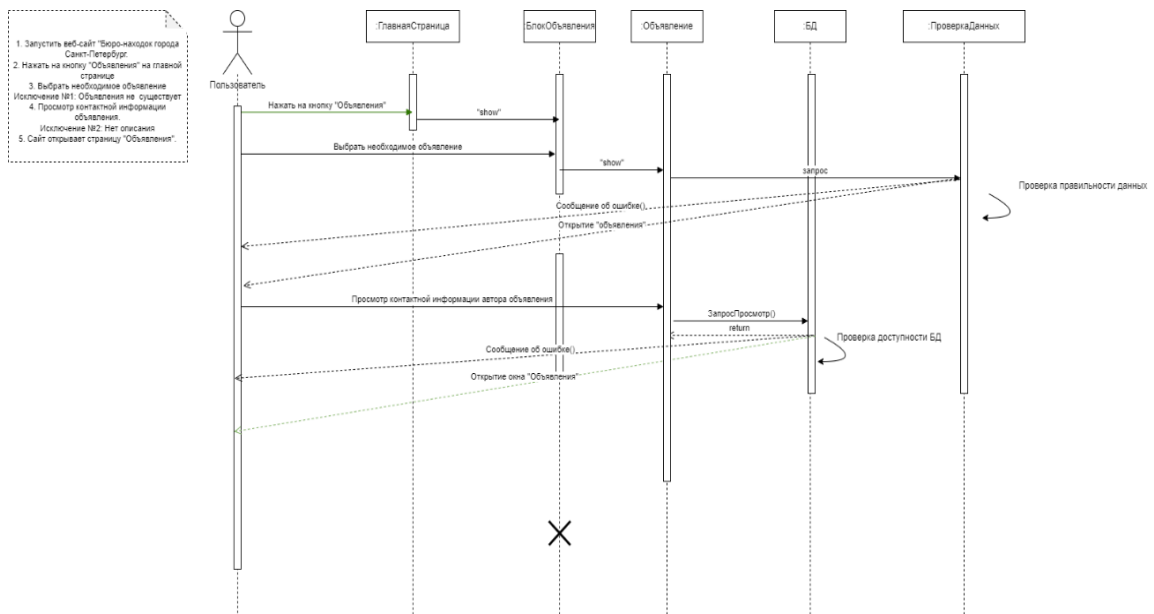 :ГлавнаяСтраница
БлокОбъявления
:Объявление
:БД
:ПроверкаДанных
1. Запустить веб-сайт "Бюро-находок города
Санкт-Петербург.
2. Нажать на кнопку "Объявления" на главной
странице
3. Выбрать необходимое объявление
Исключение №1: Объявления не существует
4. Просмотр контактной информации
объявления.
Исключение №2: Нет описания
5. Сайт открывает страницу "Объявления".
Пользователь
Нажать на кнопку "Объявления"
"show"
Выбрать необходимое объявление
"show"
запрос
Проверка правильности данных
Сообщение об ошибке()
Открытие "объявления"
Просмотр контактной информации автора объявления
ЗапросПросмотр()
return
Проверка доступности БД
Сообщение об ошибке()
Открытие окна "Объявления"